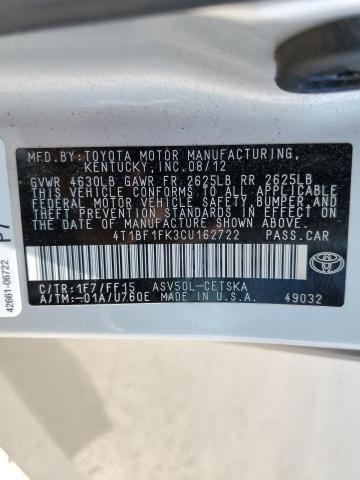 MFD. BY: TOYOTA MOTOR MANUFACTURING,
KENTUCKY, INC. 08/12
GVWR 4630LB GAWR FR 2625LB RR 2625LB
THIS VEHICLE CONFORMS TO ALL APPLICABLE
FEDERAL MOTOR VEHICLE SAFETY, BUMPER, AND
THEFT PREVENTION STANDARDS IN EFFECT ON
THE DATE OF MANUFACTURE SHOWN ABOVE.
4T1BF1FK3CU162722 PASS.CAR
C/TR:1F7/FF15 ASV50L-CETSKA
A/TM:-01A/U760E MADE IN U.S.A. 49032
42661-06722